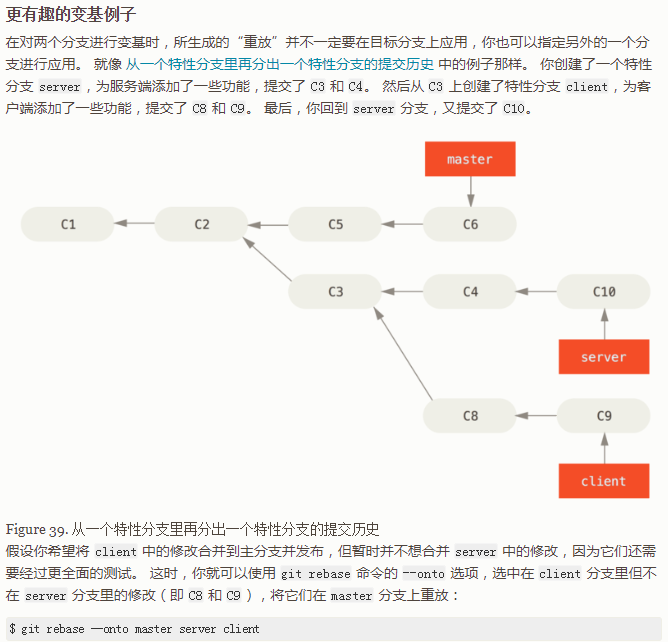 更有趣的变基例子
在对两个分支进行变基时，所生成的“重放”并不一定要在目标分支上应用，你也可以指定另外的一个分
支进行应用。 就像 从一个特性分支里再分出一个特性分支的提交历史 中的例子那样。 你创建了一个特性
分支 server，为服务端添加了一些功能，提交了 C3 和 C4。 然后从 C3 上创建了特性分支 client，为客
户端添加了一些功能，提交了 C8 和 C9。 最后，你回到 server 分支，又提交了 C10。
master
C1 C2 C5 C6
C3 C4 C10
server
C8 C9
client
Figure 39. 从一个特性分支里再分出一个特性分支的提交历史
假设你希望将 client 中的修改合并到主分支并发布，但暂时并不想合并 server 中的修改，因为它们还需
要经过更全面的测试。 这时，你就可以使用 git rebase 命令的 --onto 选项，选中在 client 分支里但不
在 server 分支里的修改（即 C8 和 C9），将它们在 master 分支上重放：
$ git rebase --onto master server client